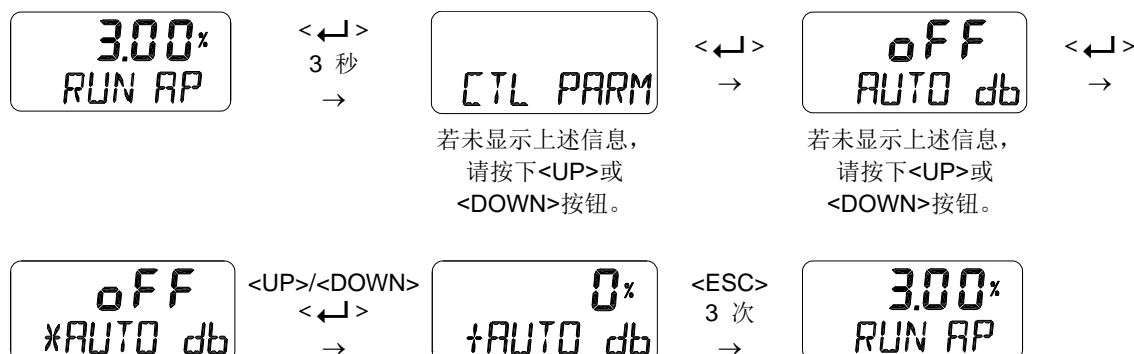 3.00%
RUN AP
<↵>
3 秒
→
CTL PARM
若未显示上述信息，
请按下<UP>或
<DOWN>按钮。
<↵>
→
oFF
AUTO db
若未显示上述信息，
请按下<UP>或
<DOWN>按钮。
<↵>
→
oFF
*AUTO db
<UP>/<DOWN>
<↵>
→
0%
+AUTO db
<ESC>
3 次
→
3.00%
RUN AP